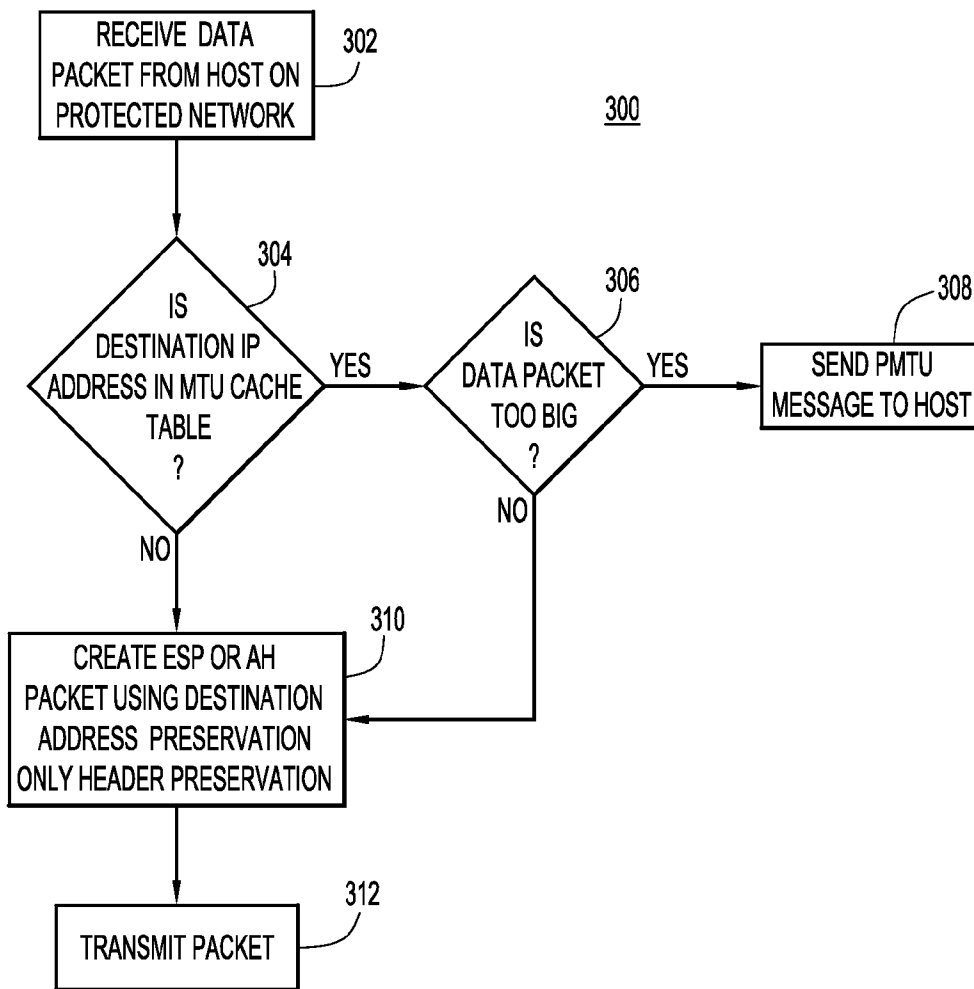 RECEIVE DATA
PACKET FROM HOST ON
PROTECTED NETWORK
302
300
304
IS
DESTINATION IP
ADDRESS IN MTU CACHE
TABLE
?
YES
NO
306
IS
DATA PACKET
TOO BIG
?
YES
NO
308
SEND PMTU
MESSAGE TO HOST
310
CREATE ESP OR AH
PACKET USING DESTINATION
ADDRESS PRESERVATION
ONLY HEADER PRESERVATION
312
TRANSMIT PACKET